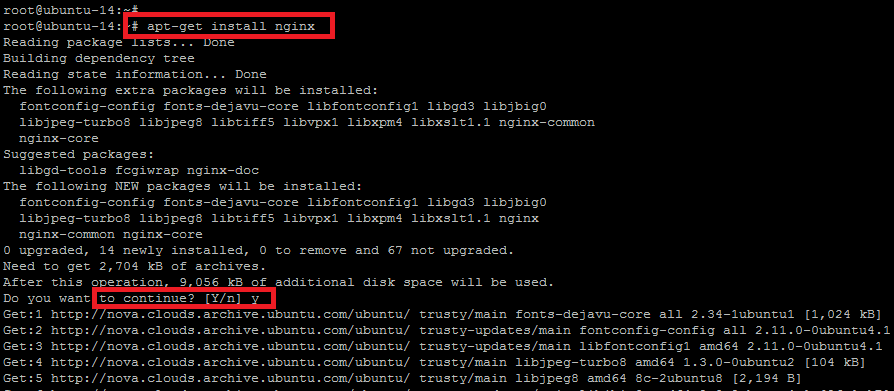 root@ubuntu-14:~#
root@ubuntu-14:~# apt-get install nginx
Reading package lists... Done
Building dependency tree
Reading state information... Done
The following extra packages will be installed:
  fontconfig-config fonts-dejavu-core libfontconfig1 libgd3 libjbig0
  libjpeg-turbo8 libjpeg8 libtiff5 libvpx1 libxpm4 libxslt1.1 nginx-common
  nginx-core
Suggested packages:
  libgd-tools fcgiwrap nginx-doc
The following NEW packages will be installed:
  fontconfig-config fonts-dejavu-core libfontconfig1 libgd3 libjbig0
  libjpeg-turbo8 libjpeg8 libtiff5 libvpx1 libxpm4 libxslt1.1 nginx
  nginx-common nginx-core
0 upgraded, 14 newly installed, 0 to remove and 67 not upgraded.
Need to get 2,704 kB of archives.
After this operation, 9,056 kB of additional disk space will be used.
Do you want to continue? [Y/n] y
Get:1 http://nova.clouds.archive.ubuntu.com/ubuntu/ trusty/main fonts-dejavu-core all 2.34-1ubuntu1 [1,024 kB]
Get:2 http://nova.clouds.archive.ubuntu.com/ubuntu/ trusty-updates/main fontconfig-config all 2.11.0-0ubuntu4.1
Get:3 http://nova.clouds.archive.ubuntu.com/ubuntu/ trusty-updates/main libfontconfig1 amd64 2.11.0-0ubuntu4.1
Get:4 http://nova.clouds.archive.ubuntu.com/ubuntu/ trusty/main libjpeg-turbo8 amd64 1.3.0-0ubuntu2 [104 kB]
Get:5 http://nova.clouds.archive.ubuntu.com/ubuntu/ trusty/main libjpeg8 amd64 8c-2ubuntu8 [2,194 B]